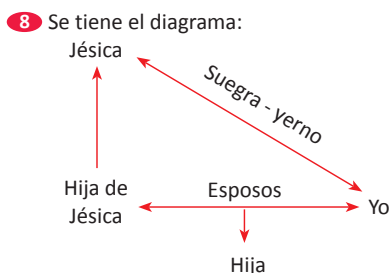 8 Se tiene el diagrama:
Jésica
Suegra - yerno
Hija de
Jésica
Esposos
Yo
Hija